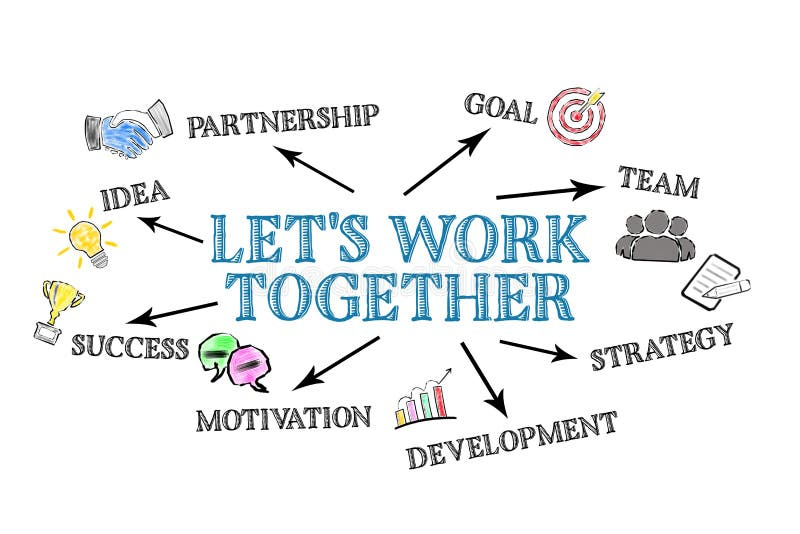 PARTNERSHIP
GOAL
IDEA
TEAM
LET'S WORK
TOGETHER
SUCCESS
STRATEGY
MOTIVATION
DEVELOPMENT